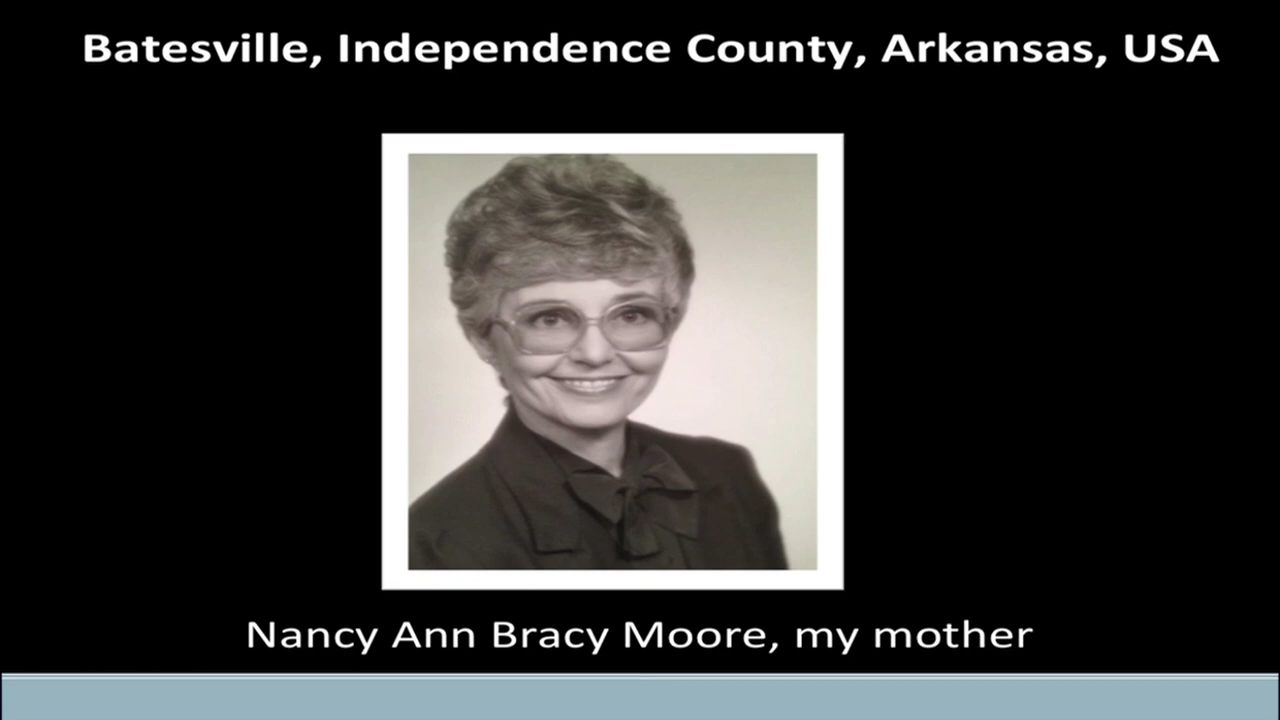 Batesville, Independence County, Arkansas, USA
Nancy Ann Bracy Moore, my mother